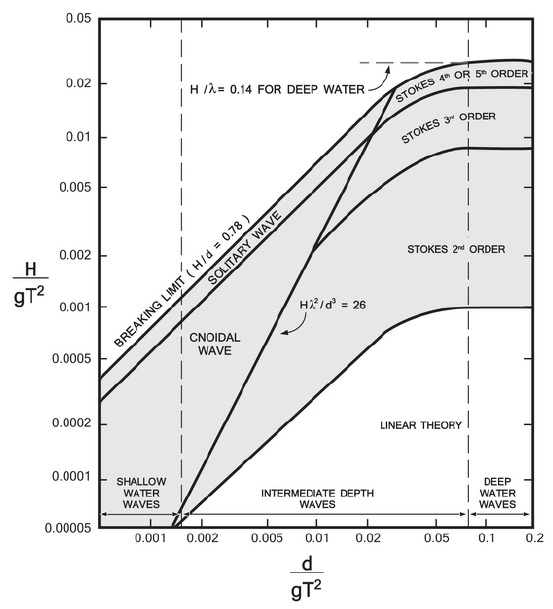 0.05
0.02
0.01
0.005
0.002
0.001
0.0005
0.0002
0.0001
0.00005
H
gT²
H/λ = 0.14 FOR DEEP WATER
STOKES 4th OR 5th ORDER
STOKES 3rd ORDER
STOKES 2nd ORDER
BREAKING LIMIT (H/d = 0.78)
SOLITARY WAVE
CNOIDAL
WAVE
Hλ²/d³ = 26
LINEAR THEORY
SHALLOW
WATER
WAVES
INTERMEDIATE DEPTH
WAVES
DEEP
WATER
WAVES
0.001
0.002
0.005
0.01
0.02
0.05
0.1
0.2
d
gT²